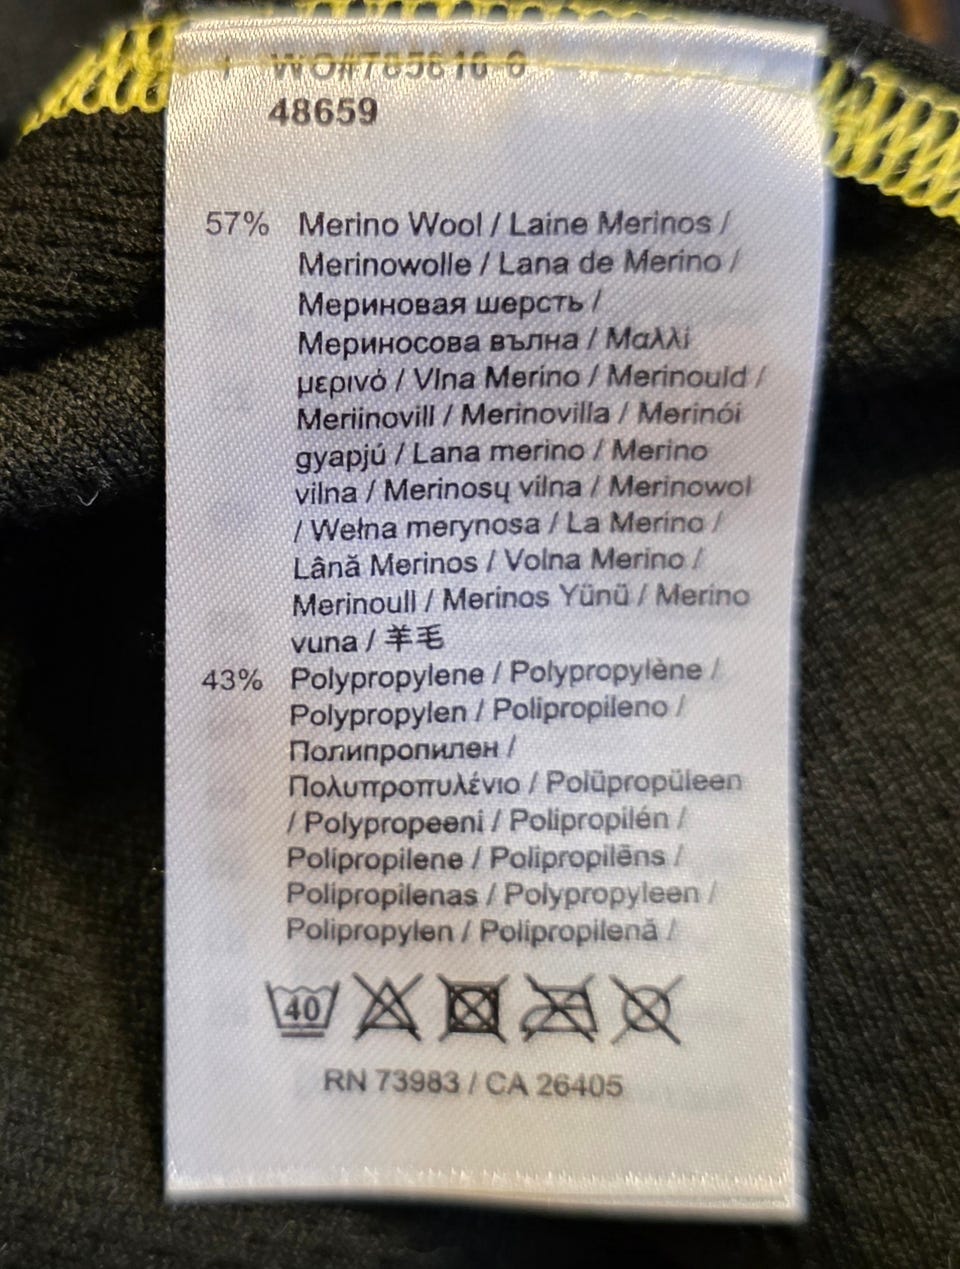 48659
57% Merino Wool / Laine Merinos /
Merinowolle / Lana de Merino /
Мериновая шерсть /
Мериносова вълна / Μαλλί
μερινό / Vlna Merino / Merinould /
Meriinovill / Merinovilla / Merinói
gyapjú / Lana merino / Merino
vilna / Merinosų vilna / Merinowol
/ Wełna merynosa / La Merino /
Lână Merinos / Volna Merino /
Merinoull / Merinos Yünü / Merino
vuna / 羊毛
43% Polypropylene / Polypropylène /
Polypropylen / Polipropileno /
Полипропилен /
Πολυπροπυλένιο / Polüpropüleen
/ Polypropeeni / Polipropilén /
Polipropilene / Polipropilēns /
Polipropilenas / Polypropyleen /
Polipropylen / Polipropilenă /
40
RN 73983 / CA 26405